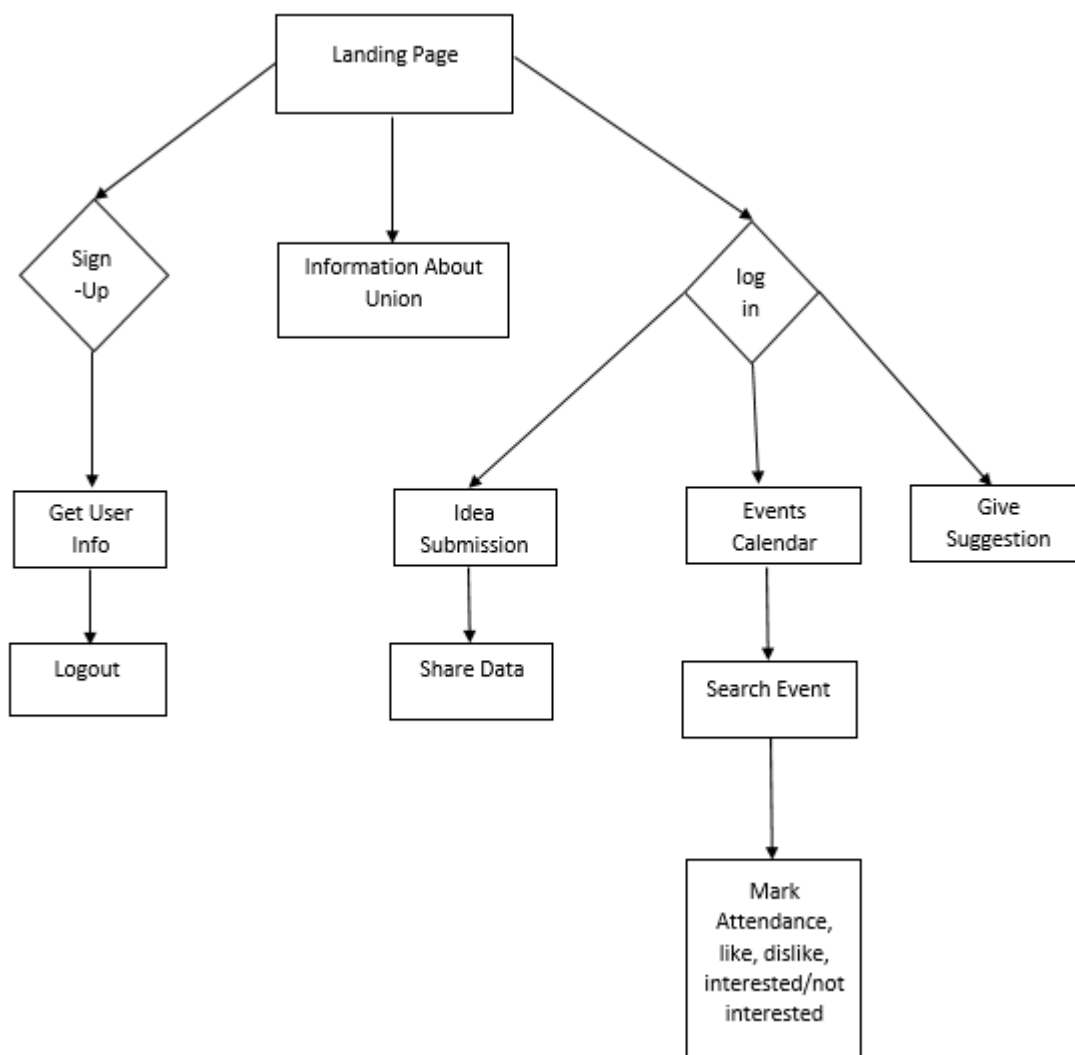 Landing Page
Sign
-Up
Information About
Union
log
in
Get User
Info
Idea
Submission
Events
Calendar
Give
Suggestion
Logout
Share Data
Search Event
Mark
Attendance,
like, dislike,
interested/not
interested